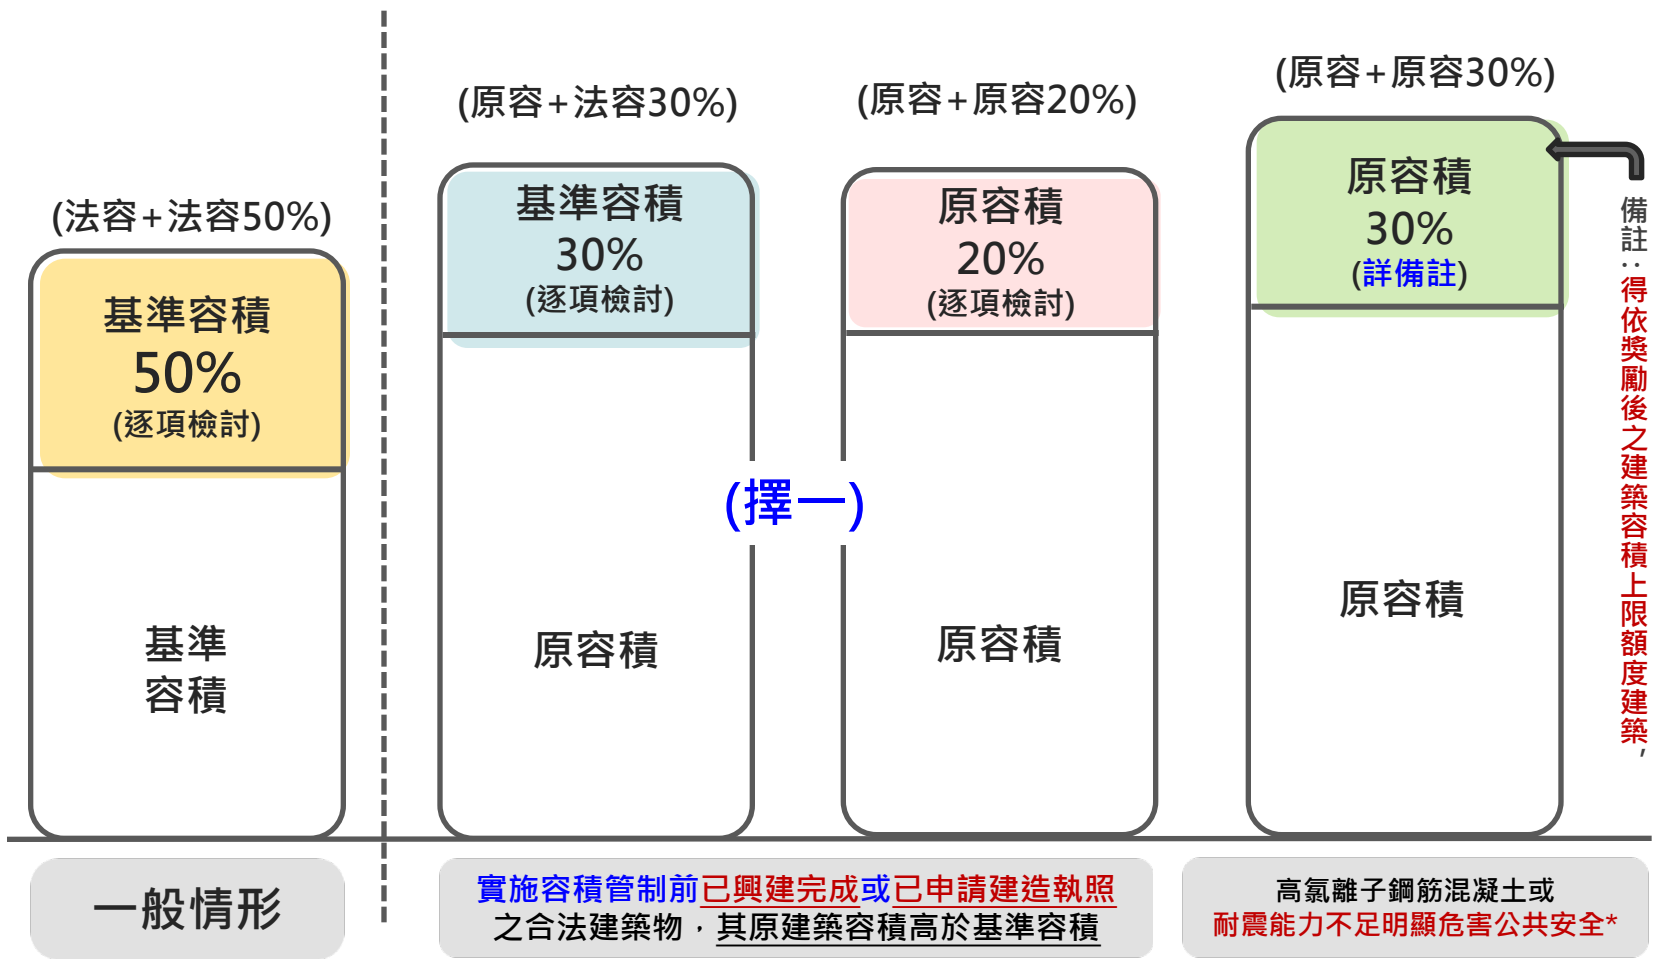 (法容+法容50%)
基準容積
50%
(逐項檢討)
基準
容積
一般情形
(原容+法容30%)
基準容積
30%
(逐項檢討)
原容積
(擇一)
(原容+原容20%)
原容積
20%
(逐項檢討)
原容積
實施容積管制前已興建完成或已申請建造執照
之合法建築物，其原建築容積高於基準容積
(原容+原容30%)
原容積
30%
(詳備註)
原容積
高氯離子鋼筋混凝土或
耐震能力不足明顯危害公共安全*
備註：得依獎勵後之建築容積上限額度建築，